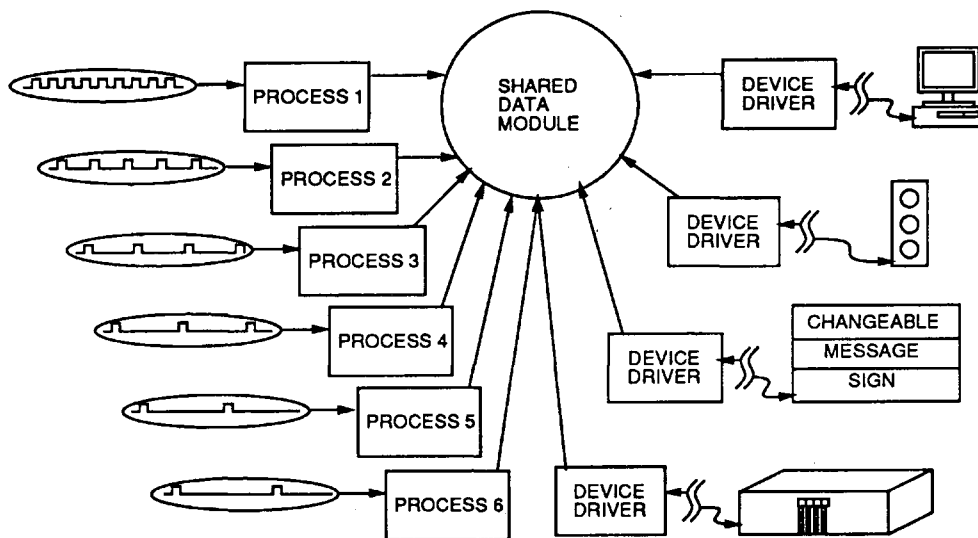 SHARED
DATA
MODULE
PROCESS 1
PROCESS 2
PROCESS 3
PROCESS 4
PROCESS 5
PROCESS 6
DEVICE
DRIVER
DEVICE
DRIVER
DEVICE
DRIVER
CHANGEABLE
MESSAGE
SIGN
DEVICE
DRIVER